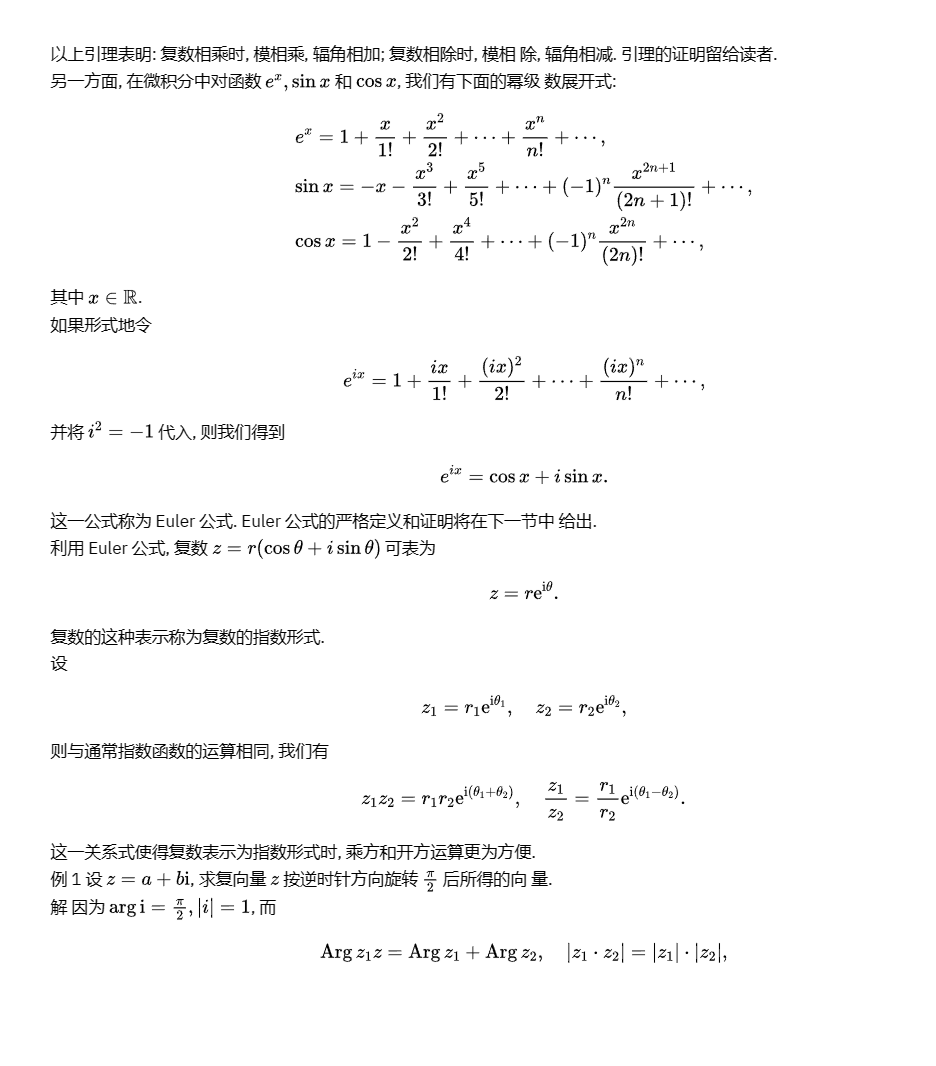 以上引理表明: 复数相乘时, 模相乘, 辐角相加; 复数相除时, 模相 除, 辐角相减. 引理的证明留给读者.
另一方面, 在微积分中对函数 $e^x, \sin x$ 和 $\cos x$, 我们有下面的幂级 数展开式:
$e^x = 1 + \frac{x}{1!} + \frac{x^2}{2!} + \cdots + \frac{x^n}{n!} + \cdots,$
$\sin x = -x - \frac{x^3}{3!} + \frac{x^5}{5!} + \cdots + (-1)^n \frac{x^{2n+1}}{(2n+1)!} + \cdots,$
$\cos x = 1 - \frac{x^2}{2!} + \frac{x^4}{4!} + \cdots + (-1)^n \frac{x^{2n}}{(2n)!} + \cdots,$
其中 $x \in \mathbb{R}$.
如果形式地令
$e^{ix} = 1 + \frac{ix}{1!} + \frac{(ix)^2}{2!} + \cdots + \frac{(ix)^n}{n!} + \cdots,$
并将 $i^2 = -1$ 代入, 则我们得到
$e^{ix} = \cos x + i \sin x.$
这一公式称为 Euler 公式. Euler 公式的严格定义和证明将在下一节中 给出.
利用 Euler 公式, 复数 $z = r(\cos \theta + i \sin \theta)$ 可表为
$z = r\mathrm{e}^{\mathrm{i}\theta}.$
复数的这种表示称为复数的指数形式.
设
$z_1 = r_1 \mathrm{e}^{\mathrm{i}\theta_1}, \quad z_2 = r_2 \mathrm{e}^{\mathrm{i}\theta_2},$
则与通常指数函数的运算相同, 我们有
$z_1 z_2 = r_1 r_2 \mathrm{e}^{\mathrm{i}(\theta_1 + \theta_2)}, \quad \frac{z_1}{z_2} = \frac{r_1}{r_2} \mathrm{e}^{\mathrm{i}(\theta_1 - \theta_2)}.$
这一关系式使得复数表示为指数形式时, 乘方和开方运算更为方便.
例 1 设 $z = a + b\mathrm{i}$, 求复向量 $z$ 按逆时针方向旋转 $\frac{\pi}{2}$ 后所得的向 量.
解 因为 $\arg \mathrm{i} = \frac{\pi}{2}, |i| = 1$, 而
$\operatorname{Arg} z_1 z = \operatorname{Arg} z_1 + \operatorname{Arg} z_2, \quad |z_1 \cdot z_2| = |z_1| \cdot |z_2|,$